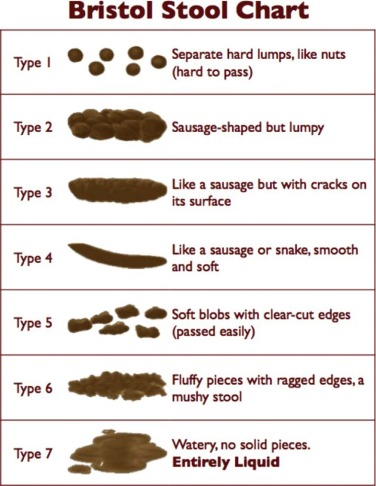 Bristol Stool Chart
Type 1
Separate hard lumps, like nuts
(hard to pass)
Type 2
Sausage-shaped but lumpy
Type 3
Like a sausage but with cracks on
its surface
Type 4
Like a sausage or snake, smooth
and soft
Type 5
Soft blobs with clear-cut edges
(passed easily)
Type 6
Fluffy pieces with ragged edges, a
mushy stool
Type 7
Watery, no solid pieces.
Entirely Liquid